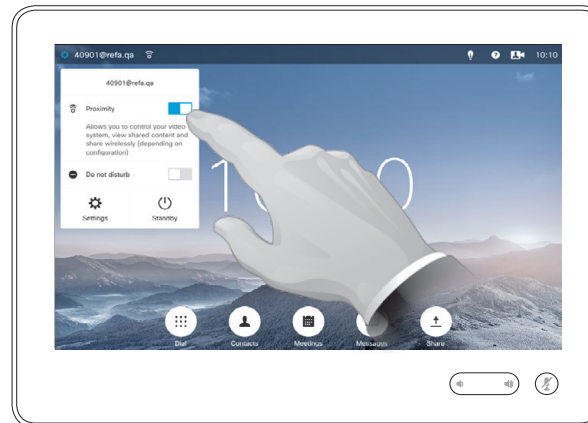 40901@refa.qa
10:10
40901@refa.qa
Proximity
Allows you to control your video
system, view shared content and
share wirelessly (depending on
configuration)
Do not disturb
Settings
Standby
Dial
Contacts
Meetings
Messages
Share